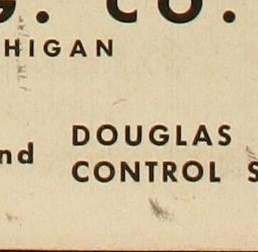 G. CO.
HIGAN
nd DOUGLAS
CONTROL S